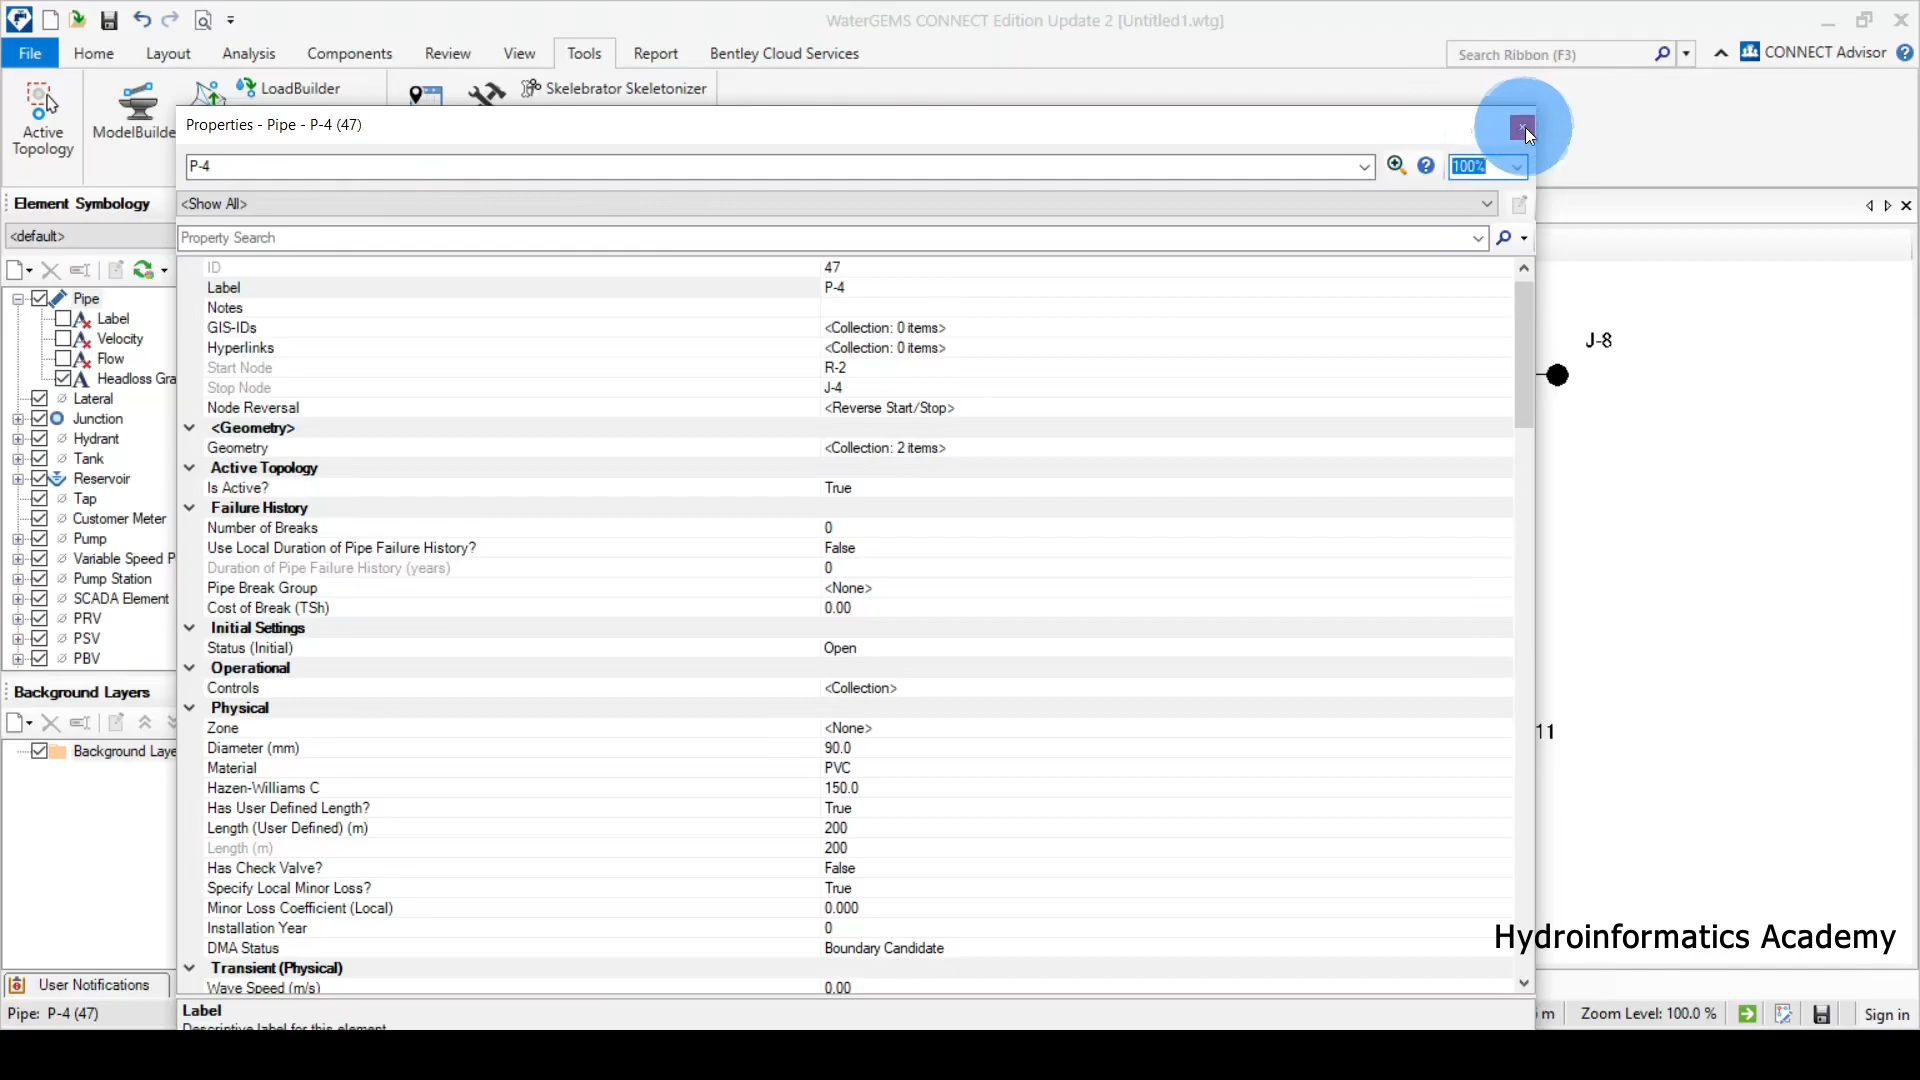 WaterGEMS CONNECT Edition Update 2 [Untitled1.wtg]
File Home Layout Analysis Components Review View Tools Report Bentley Cloud Services
Search Ribbon (F3)
CONNECT Advisor
LoadBuilder
Skelebrator Skeletonizer
Active
Topology
ModelBuilde
Properties - Pipe - P-4 (47)
P-4
100%
<Show All>
Property Search
Element Symbology
<default>
Pipe
Label
Velocity
Flow
Headloss Gra
Lateral
Junction
Hydrant
Tank
Reservoir
Tap
Customer Meter
Pump
Variable Speed P
Pump Station
SCADA Element
PRV
PSV
PBV
Background Layers
Background Laye
User Notifications
Pipe: P-4 (47)
ID 47
Label P-4
Notes
GIS-IDs <Collection: 0 items>
Hyperlinks <Collection: 0 items>
Start Node R-2
Stop Node J-4
Node Reversal <Reverse Start/Stop>
<Geometry>
Geometry <Collection: 2 items>
Active Topology
Is Active? True
Failure History
Number of Breaks 0
Use Local Duration of Pipe Failure History? False
Duration of Pipe Failure History (years) 0
Pipe Break Group <None>
Cost of Break (TSh) 0.00
Initial Settings
Status (Initial) Open
Operational
Controls <Collection>
Physical
Zone <None>
Diameter (mm) 90.0
Material PVC
Hazen-Williams C 150.0
Has User Defined Length? True
Length (User Defined) (m) 200
Length (m) 200
Has Check Valve? False
Specify Local Minor Loss? True
Minor Loss Coefficient (Local) 0.000
Installation Year 0
DMA Status Boundary Candidate
Transient (Physical)
Wave Speed (m/s) 0.00
Label
Descriptive label for this element
J-8
11
Hydroinformatics Academy
m
Zoom Level: 100.0 %
Sign in